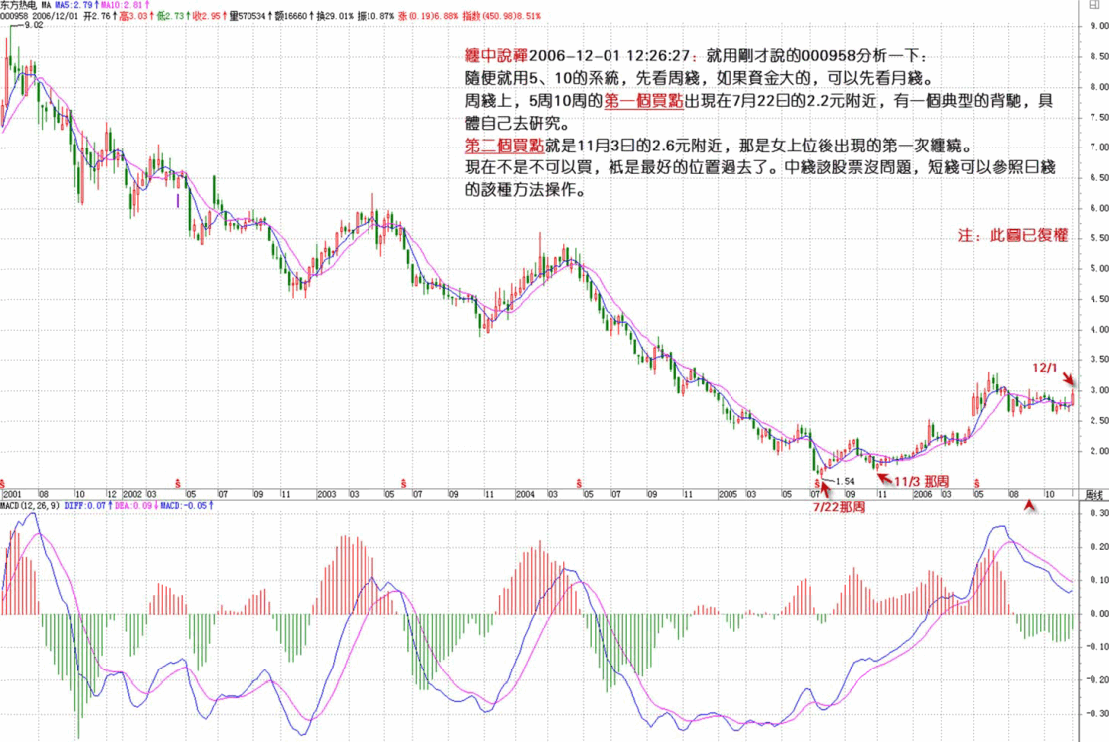 东方热电 MA MA5:2.79↑MA10:2.81↑
000958 2006/12/01 开2.76↑高3.03↑低2.73↑收2.95↑量570534↑额16660↑换29.01% 振:0.87% 涨(0.19)6.88% 指数(450.98)8.51%
9.02
纏中說禪2006-12-01 12:26:27：就用剛才說的000958分析一下：
隨便就用5、10的系統，先看周綫，如果資金大的，可以先看月綫。
周綫上，5周10周的第一個買點出現在7月22日的2.2元附近，有一個典型的背馳，具
體自己去研究。
第二個買點就是11月3日的2.6元附近，那是女上位後出現的第一次纏繞。
現在不是不可以買，衹是最好的位置過去了。中綫該股票沒問題，短綫可以參照日綫
的該種方法操作。
注：此圖已復權
9.00
8.50
8.00
7.50
7.00
6.50
6.00
5.50
5.00
4.50
4.00
3.50
3.00
2.50
2.00
12/1
1.54
11/3 那周
7/22那周
2001 08 10 12 2002 03 05 07 09 11 2003 03 05 07 09 11 2004 03 05 07 09 11 2005 03 05 07 09 11 2006 03 05 08 10 周线
MACD(12,26,9) DIFF:0.07↑DEA:0.09↓MACD:-0.05↑
0.30
0.20
0.10
0.00
-0.10
-0.20
-0.30